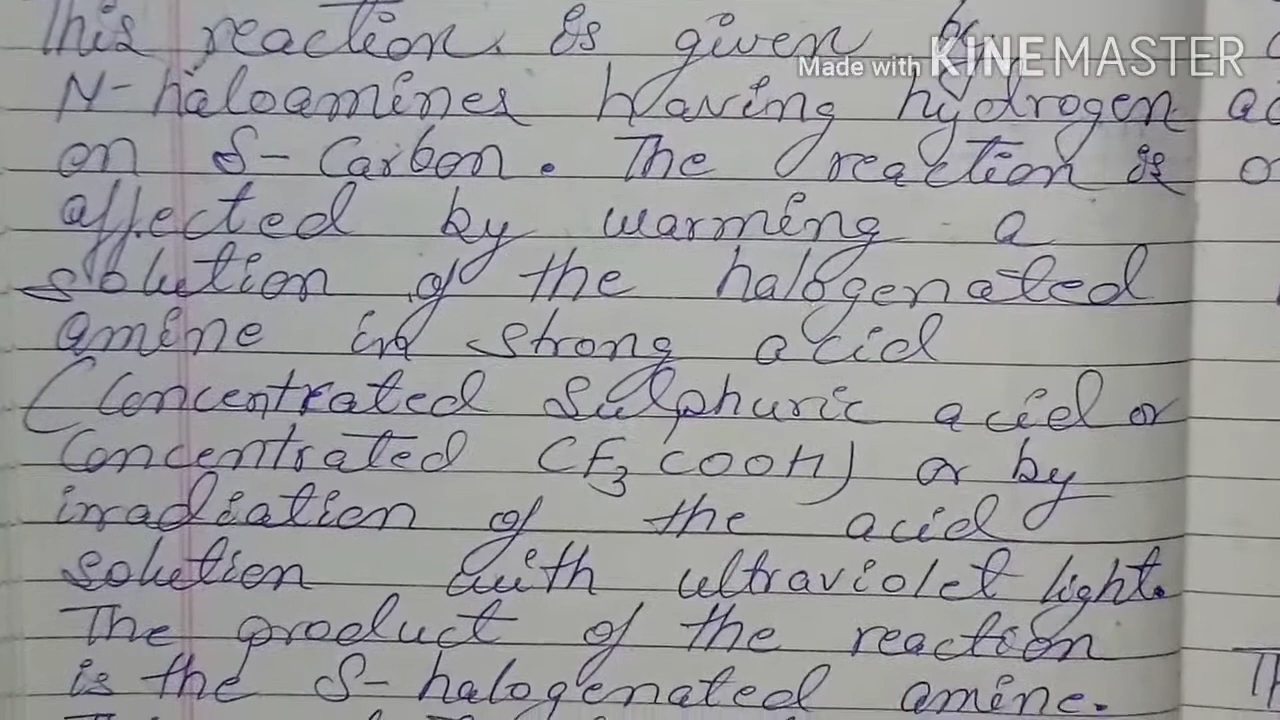 This reaction is given by
Made with KINEMASTER
N-haloamines having hydrogen
on δ-Carbon. The reaction is
affected by warming a
solution of the halogenated
amine in strong acid
(Concentrated Sulphuric acid or
Concentrated CF₃COOH) or by
irradiation of the acid
solution with ultraviolet light.
The product of the reaction
is the δ-halogenated amine.